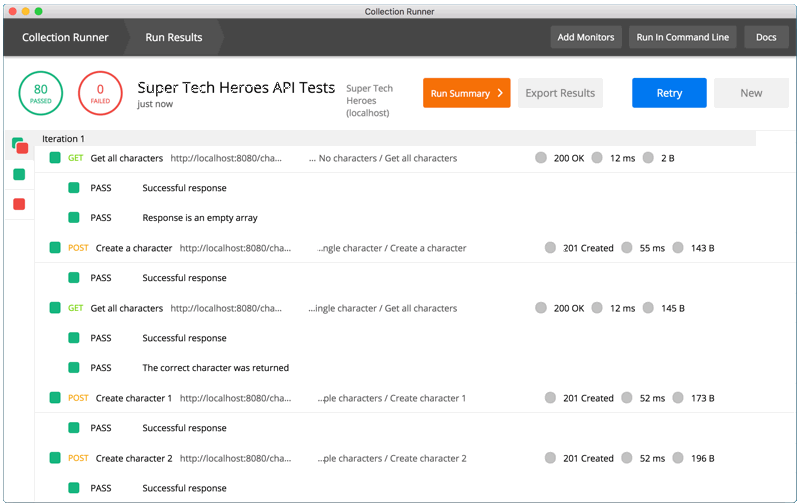 Collection Runner
Collection Runner Run Results Add Monitors Run In Command Line Docs
80 PASSED
0 FAILED
Super Tech Heroes API Tests
just now
Super Tech
Heroes
(localhost)
Run Summary Export Results Retry New
Iteration 1
GET Get all characters http://localhost:8080/cha... ... No characters / Get all characters 200 OK 12 ms 2 B
PASS Successful response
PASS Response is an empty array
POST Create a character http://localhost:8080/cha... ...ngle character / Create a character 201 Created 55 ms 143 B
PASS Successful response
GET Get all characters http://localhost:8080/cha... ...ingle character / Get all characters 200 OK 12 ms 145 B
PASS Successful response
PASS The correct character was returned
POST Create character 1 http://localhost:8080/cha... ...ple characters / Create character 1 201 Created 52 ms 173 B
PASS Successful response
POST Create character 2 http://localhost:8080/cha... ...ple characters / Create character 2 201 Created 52 ms 196 B
PASS Successful response